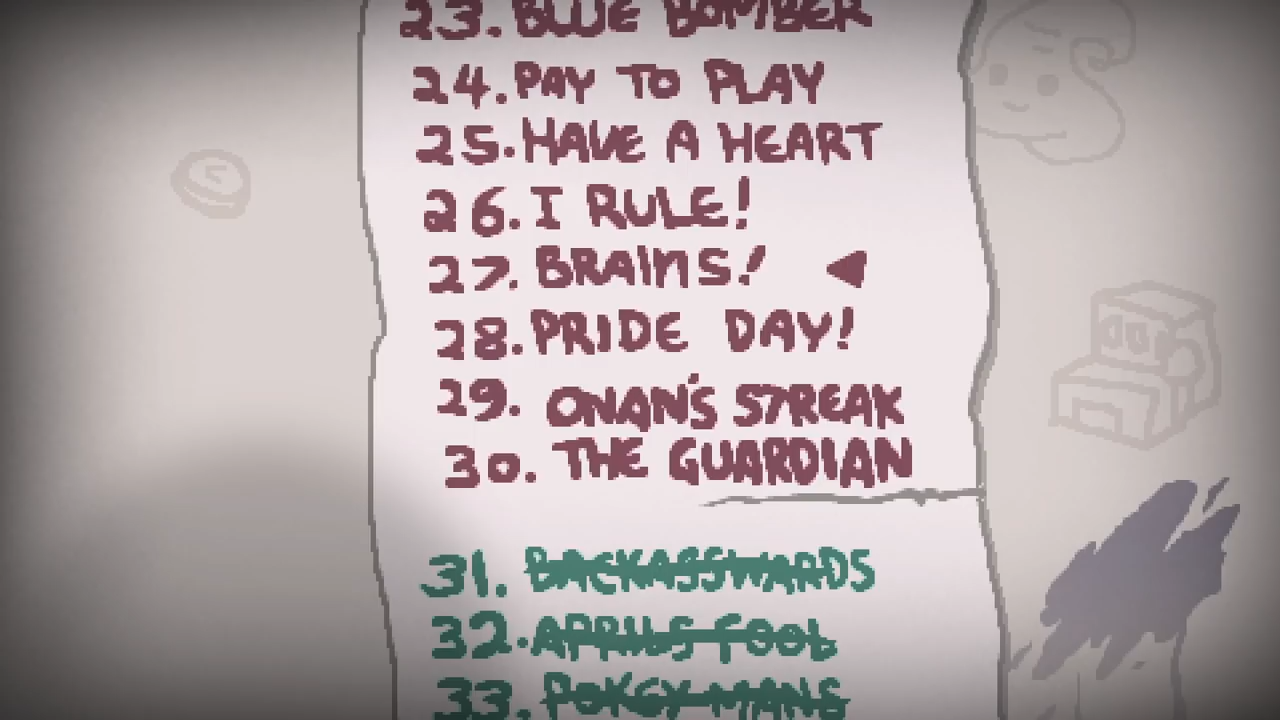 23. BLUE BOMBER
24. PAY TO PLAY
25. HAVE A HEART
26. I RULE!
27. BRAINS!
28. PRIDE DAY!
29. ONAN'S STREAK
30. THE GUARDIAN
31. BACKASSWARDS
32. APRILS FOOL
33. POKEY MANS